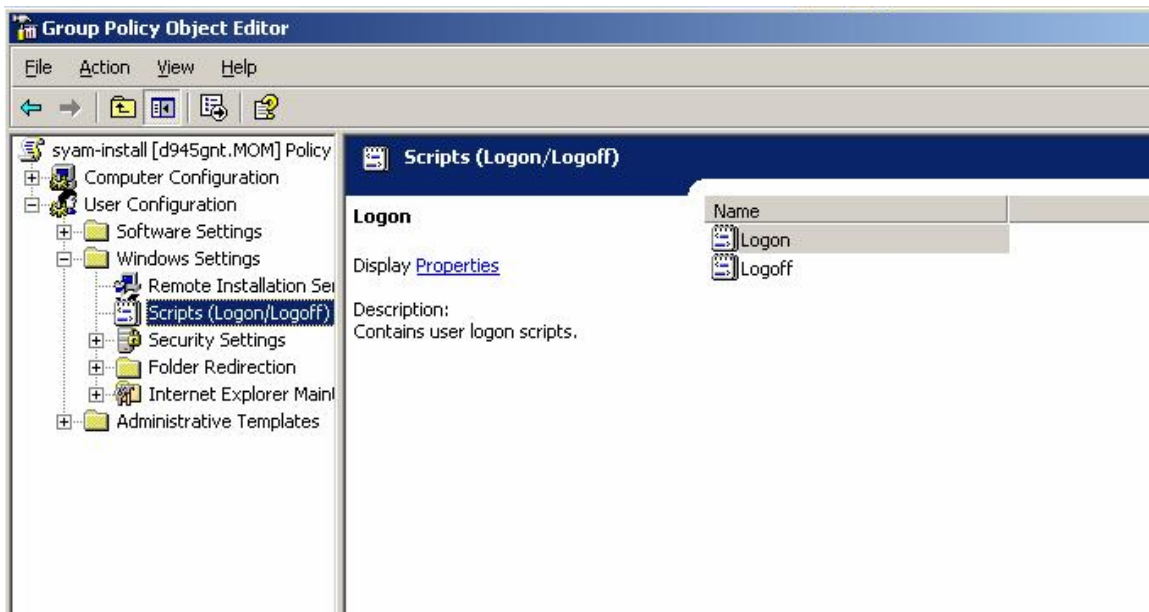 Group Policy Object Editor
File Action View Help
syam-install [d945gnt.MOM] Policy
Computer Configuration
User Configuration
Software Settings
Windows Settings
Remote Installation Ser
Scripts (Logon/Logoff)
Security Settings
Folder Redirection
Internet Explorer Maint
Administrative Templates
Scripts (Logon/Logoff)
Logon
Display Properties
Description:
Contains user logon scripts.
Name
Logon
Logoff